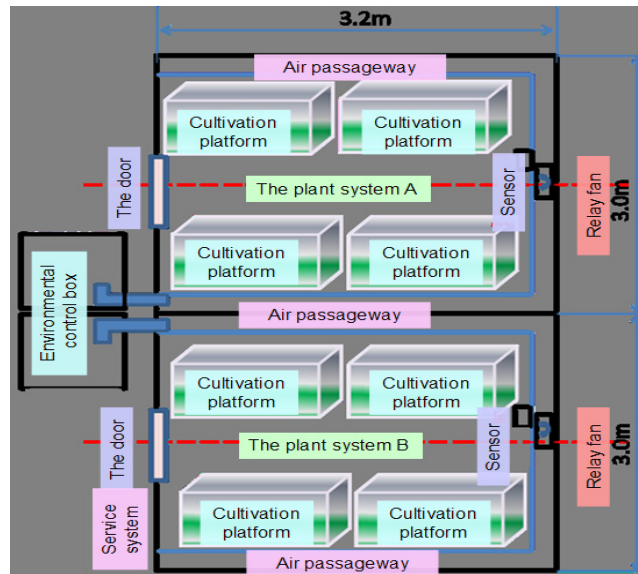 3.2m
Air passageway
Cultivation
platform
Cultivation
platform
The door
The plant system A
Sensor
Relay fan
3.0m
Cultivation
platform
Cultivation
platform
Environmental
control box
Air passageway
Cultivation
platform
Cultivation
platform
The door
The plant system B
Sensor
Relay fan
3.0m
Service
system
Cultivation
platform
Cultivation
platform
Air passageway